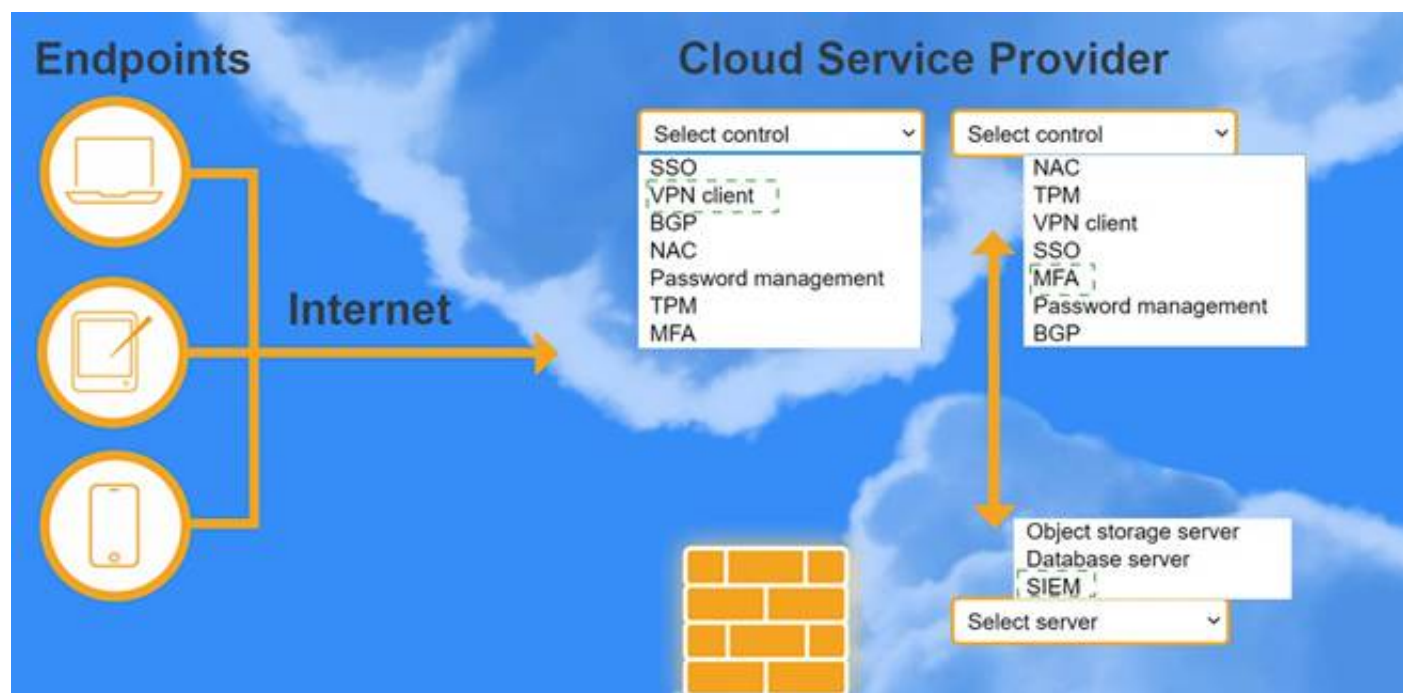 Endpoints
Cloud Service Provider
Select control
SSO
VPN client
BGP
NAC
Password management
TPM
MFA
Select control
NAC
TPM
VPN client
SSO
MFA
Password management
BGP
Internet
Object storage server
Database server
SIEM
Select server